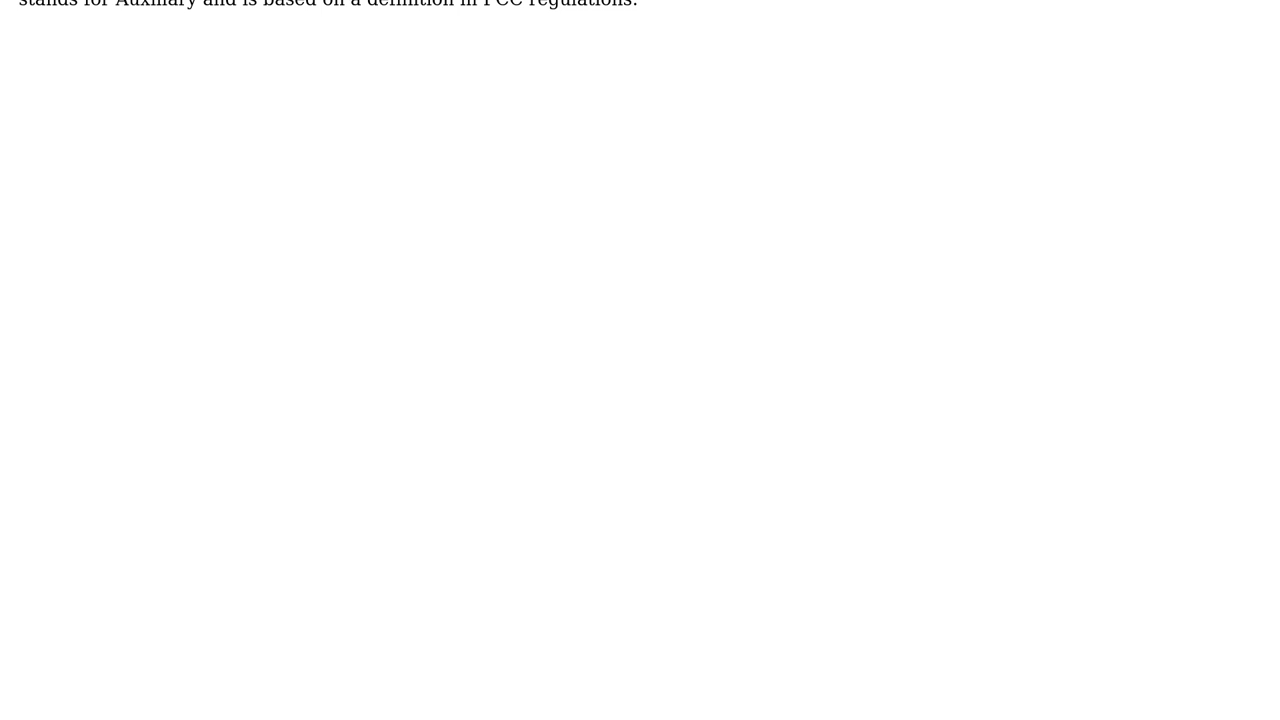 stands for Auxiliary and is based on a definition in FCC regulations.